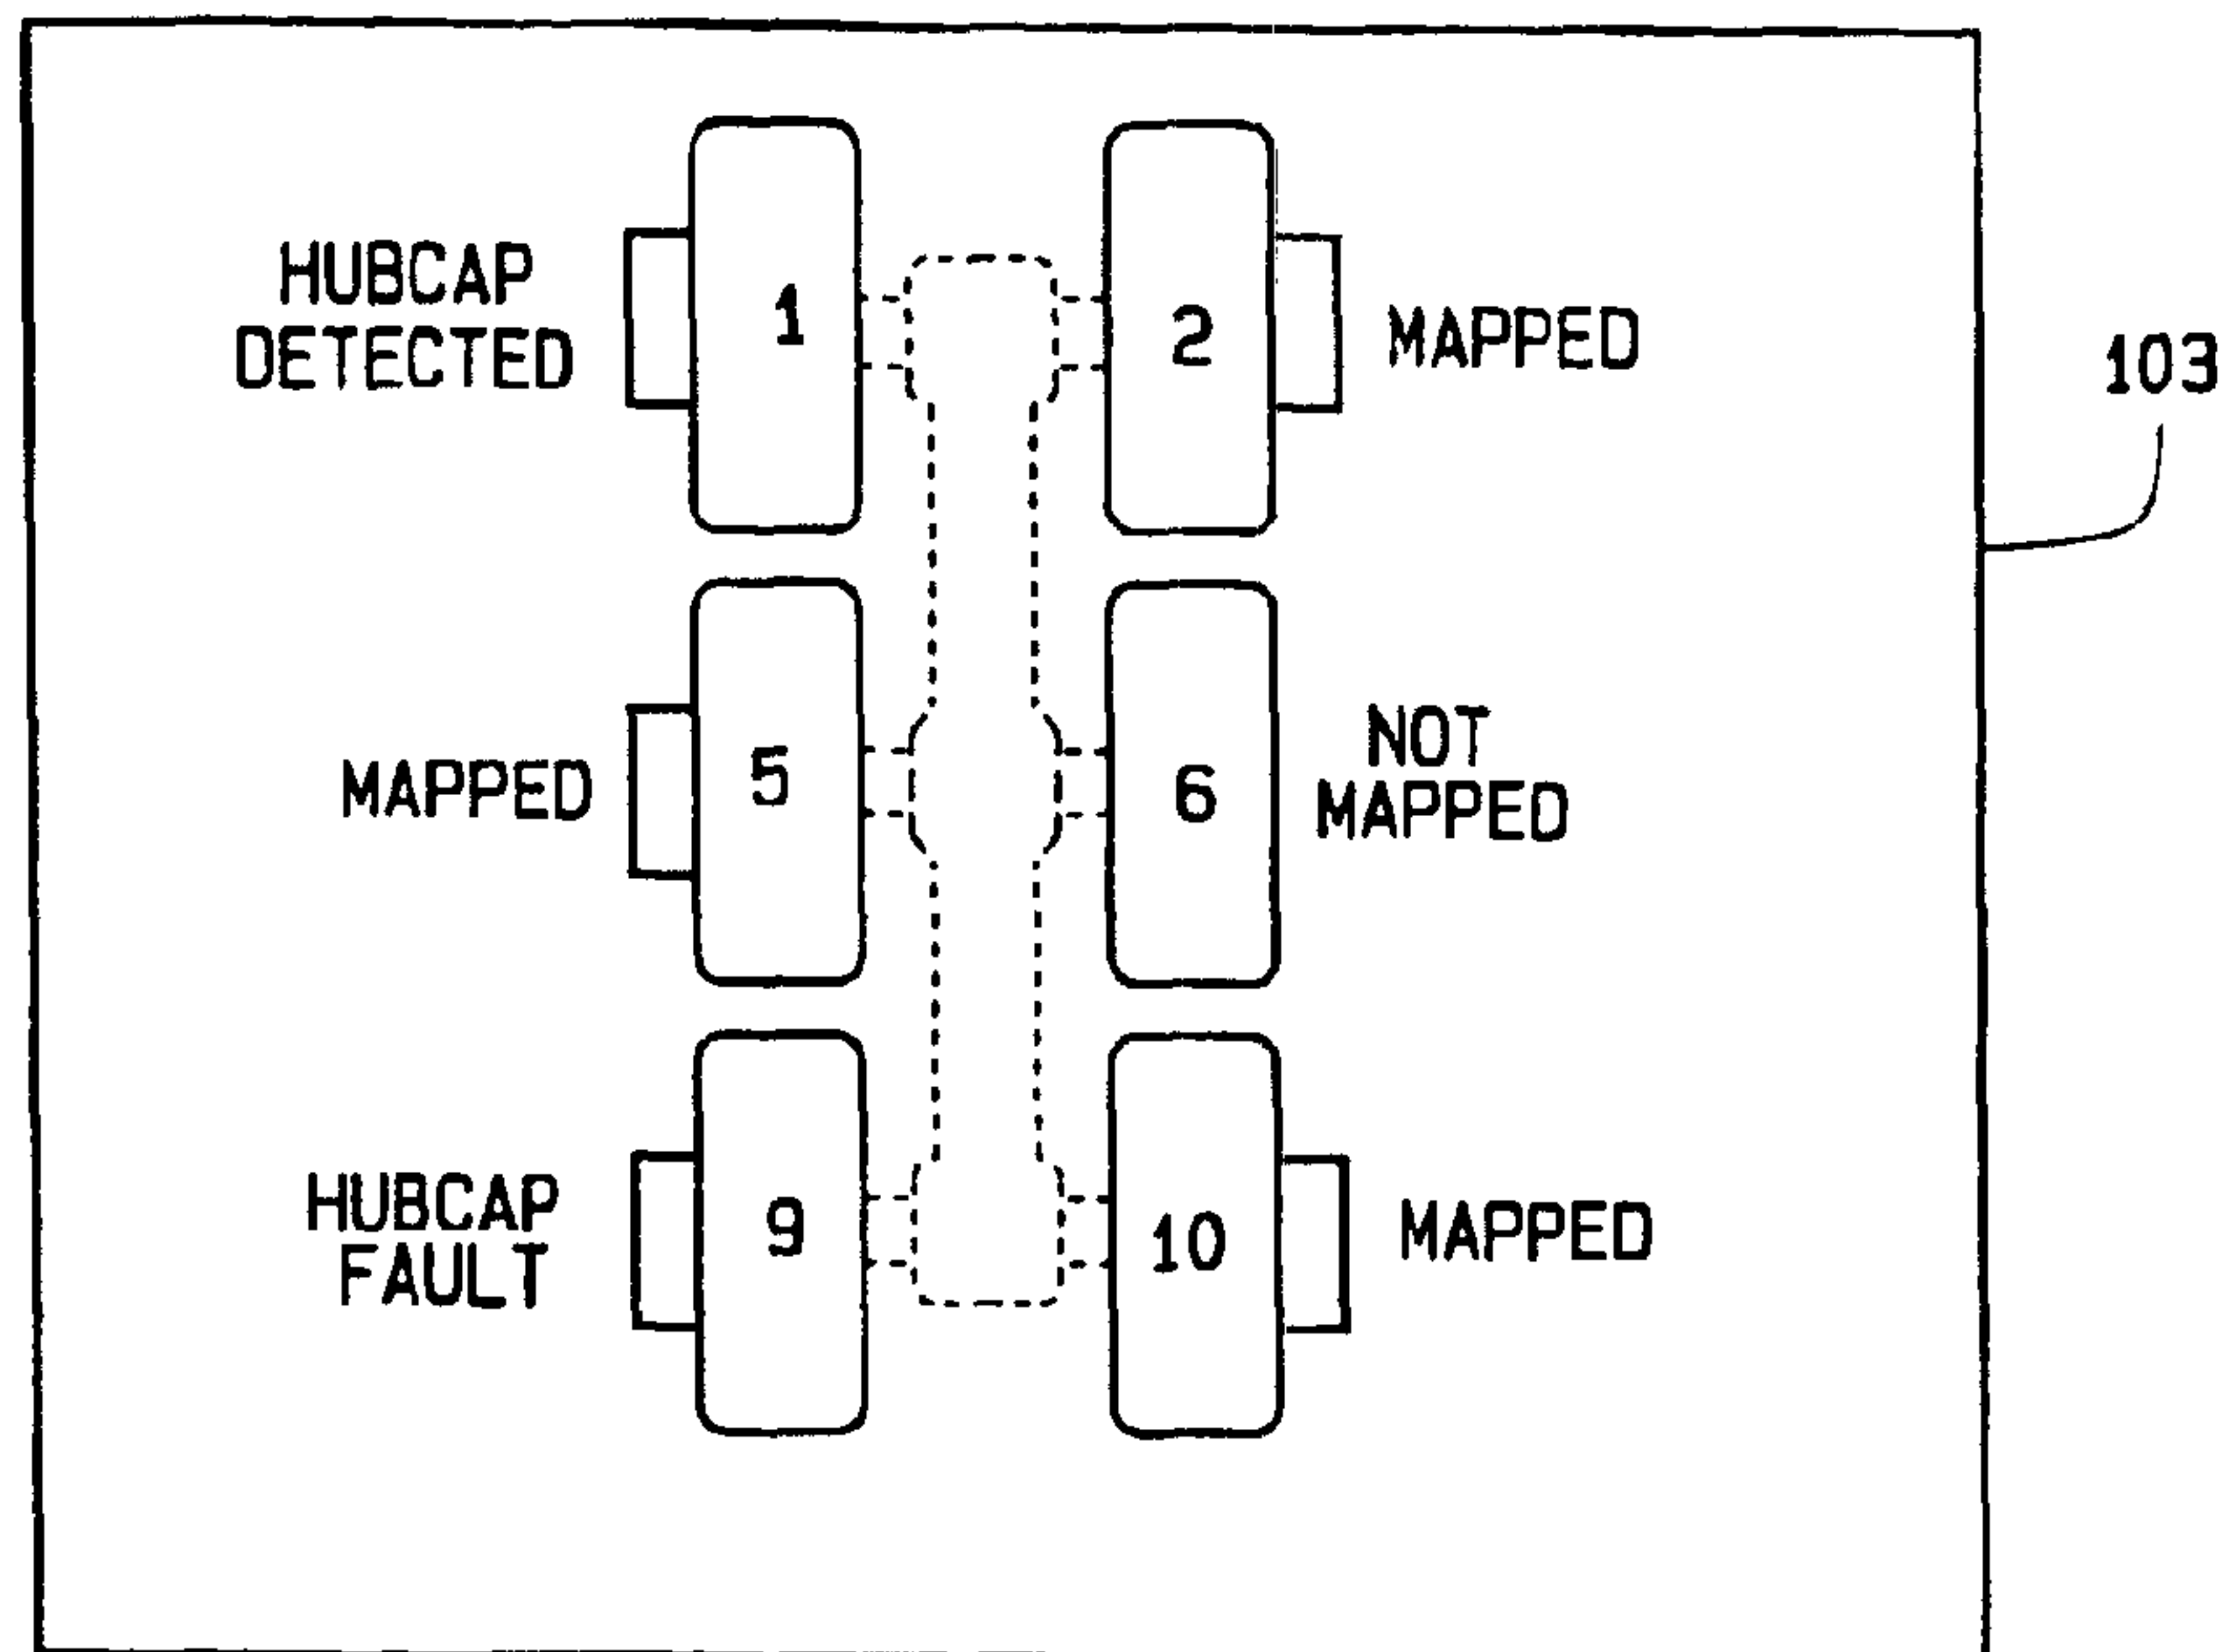 HUBCAP
DETECTED
1
2
MAPPED
103
MAPPED
5
6
NOT
MAPPED
HUBCAP
FAULT
9
10
MAPPED